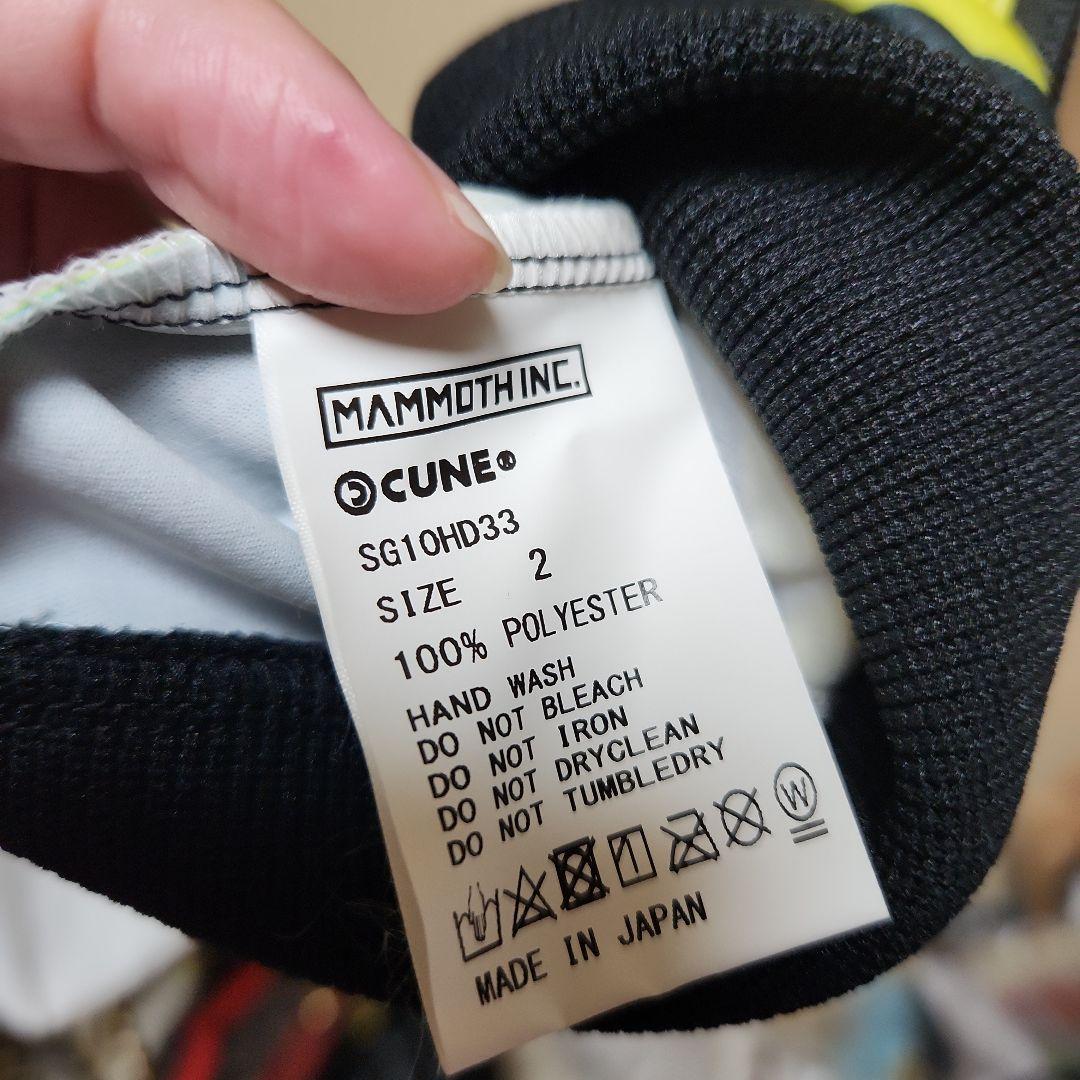 MAMMOTH INC.
CUNE®
SG10HD33
SIZE 2
100% POLYESTER
HAND WASH
DO NOT BLEACH
DO NOT IRON
DO NOT DRYCLEAN
DO NOT TUMBLEDRY
W
MADE IN JAPAN